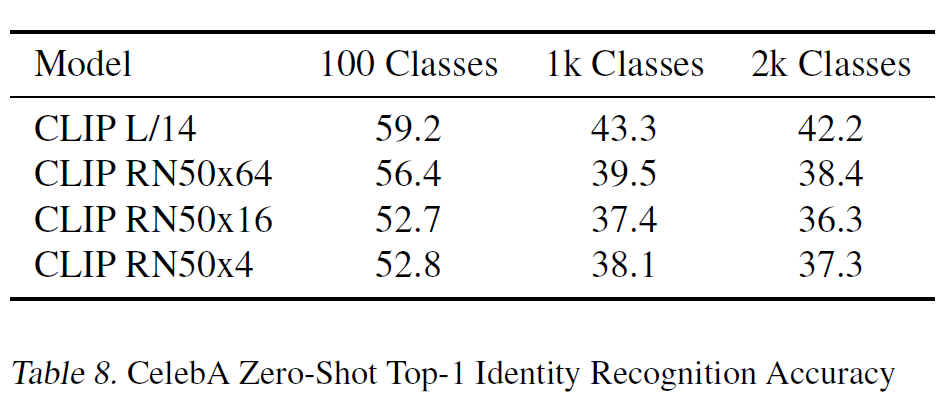 Model 100 Classes 1k Classes 2k Classes
CLIP L/14 59.2 43.3 42.2
CLIP RN50x64 56.4 39.5 38.4
CLIP RN50x16 52.7 37.4 36.3
CLIP RN50x4 52.8 38.1 37.3
Table 8. CelebA Zero-Shot Top-1 Identity Recognition Accuracy